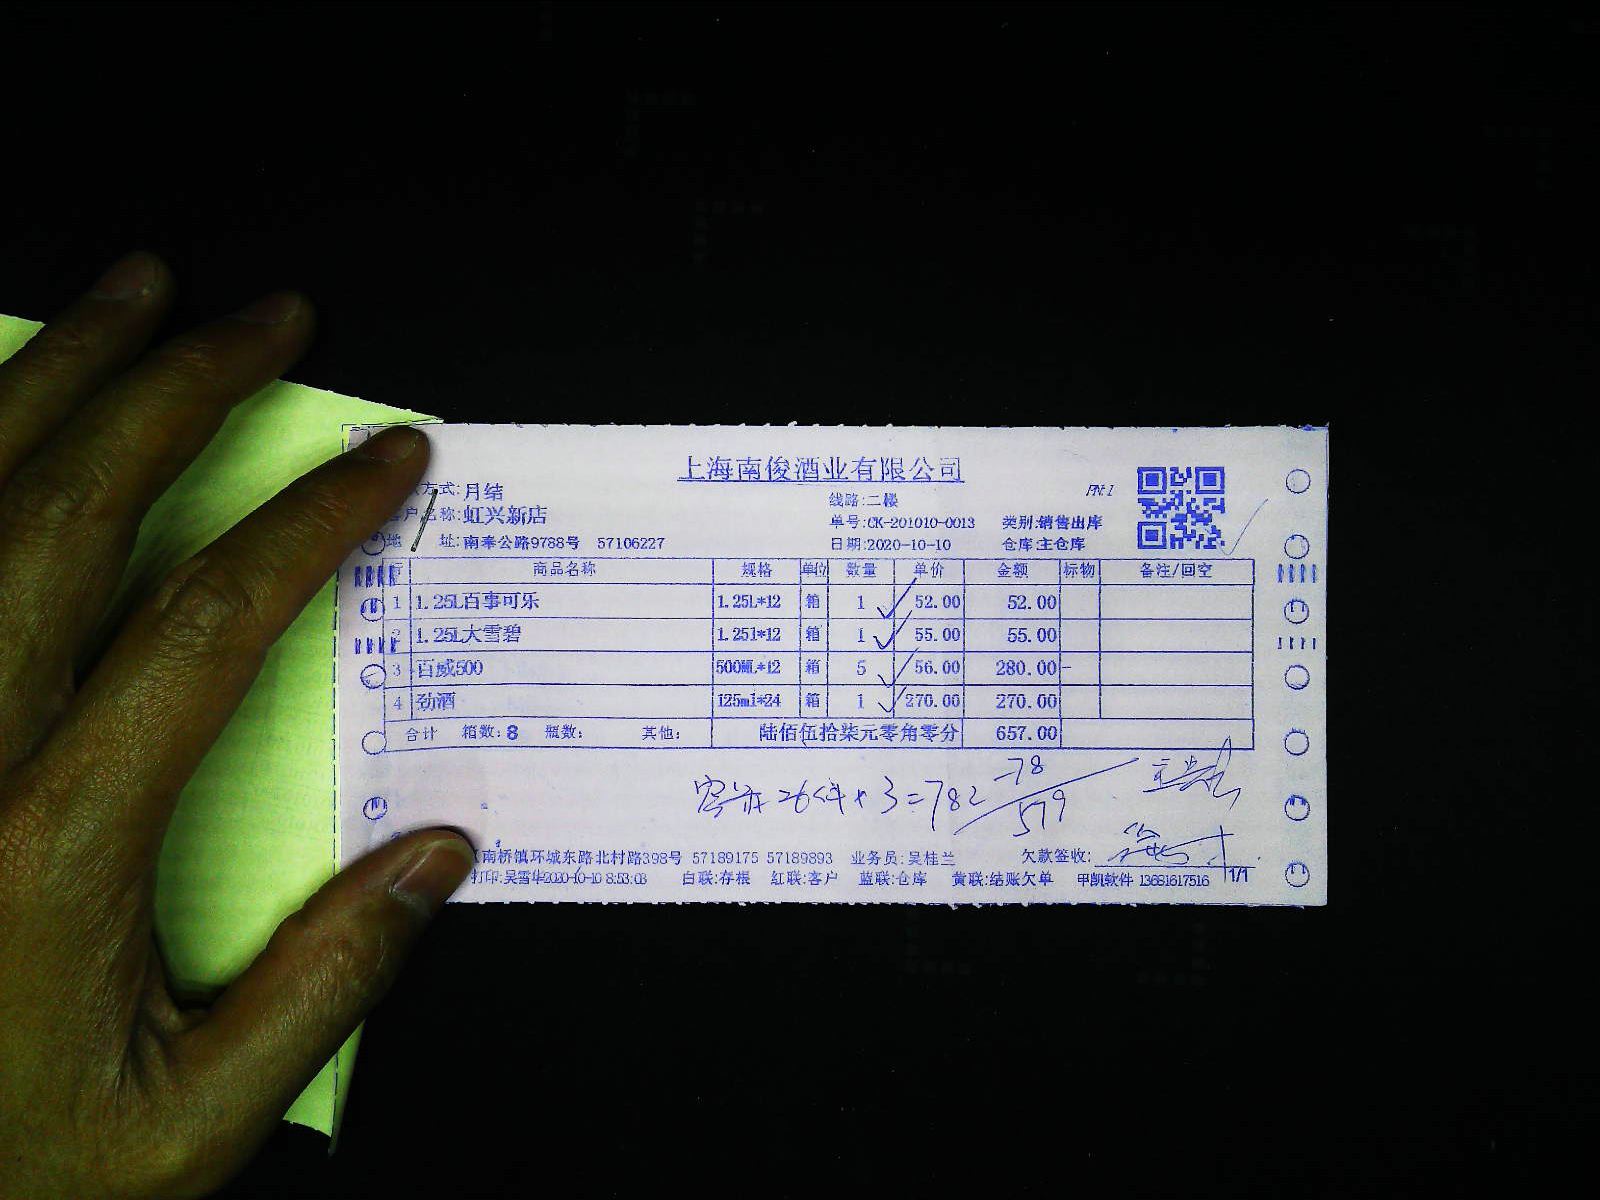 上海南俊酒业有限公司
方式:月结 线路:二楼 PN:1
客户名称:虹兴新店 单号:CK-201010-0013 类别:销售出库
地 址:南奉公路9788号 57106227 日期:2020-10-10 仓库:主仓库
号 商品名称 规格 单位 数量 单价 金额 标物 备注/回空
1 1.25L百事可乐 1.25L*12 箱 1 52.00 52.00
2 1.25L大雪碧 1.25l*12 箱 1 55.00 55.00
3 百威500 500ML*12 箱 5 56.00 280.00-
4 劲酒 125ml*24 箱 1 270.00 270.00
合计 箱数:8 瓶数: 其他: 陆佰伍拾柒元零角零分 657.00
-78
26件×3=782 579
南桥镇环城东路北村路398号 57189175 57189893 业务员:吴桂兰 欠款签收:
打印:吴雪华2020-10-10 8:53:03 白联:存根 红联:客户 蓝联:仓库 黄联:结账欠单 甲凯软件 13681617516 1/1